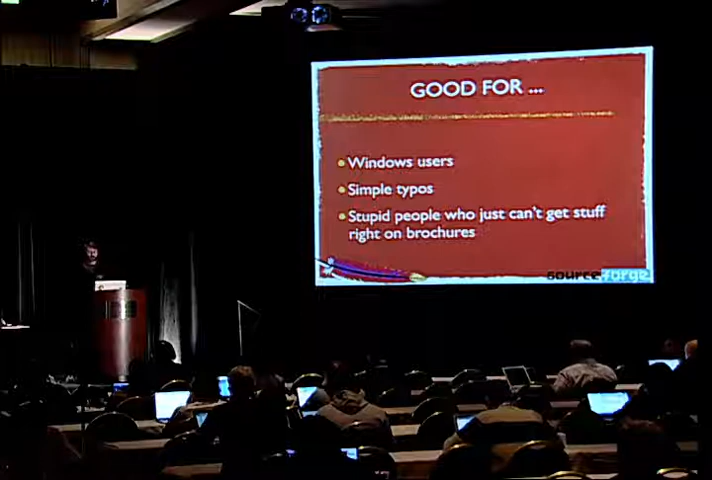 GOOD FOR ...
• Windows users
• Simple typos
• Stupid people who just can't get stuff
right on brochures
sourceforge